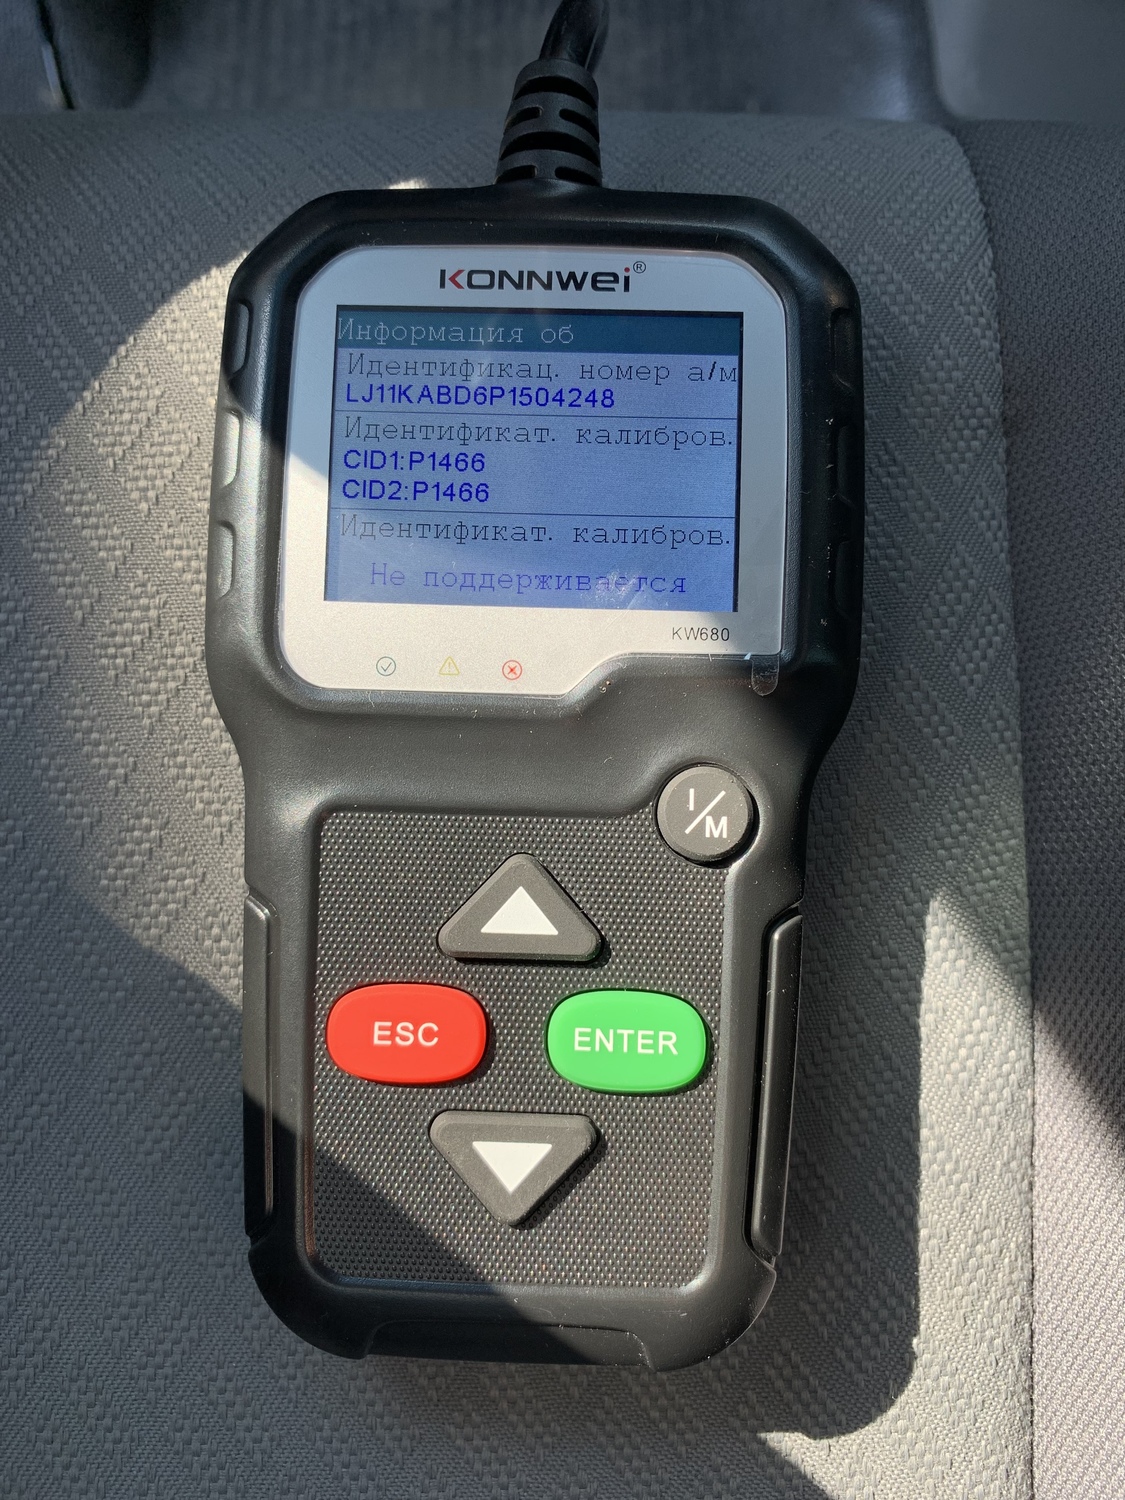 KONNWEI®
Информация об
Идентификац. номер а/м
LJ11KABD6P1504248
Идентификат. калибров.
CID1:P1466
CID2:P1466
Идентификат. калибров.
Не поддерживается
KW680
I/M
ESC
ENTER